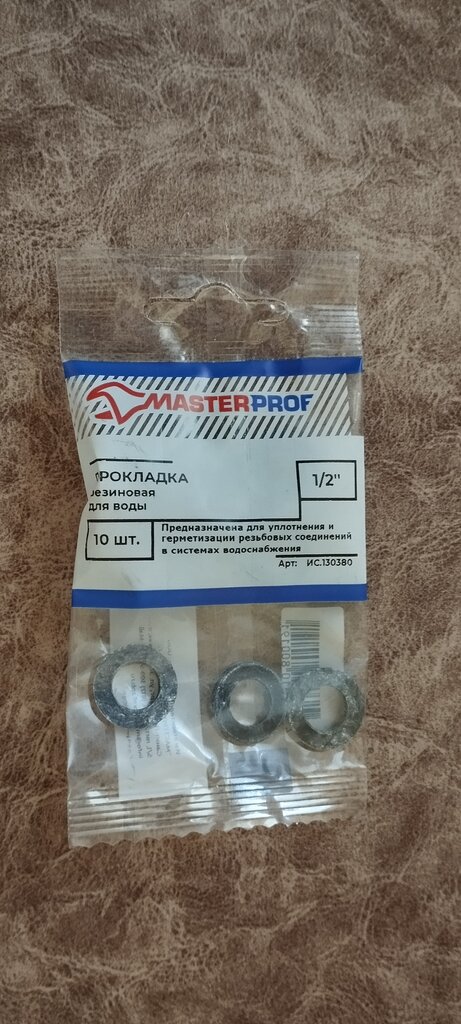 MASTERPROF
ПРОКЛАДКА
резиновая
для воды
1/2"
10 шт.
Предназначена для уплотнения и
герметизации резьбовых соединений
в системах водоснабжения
Арт: ИС.130380